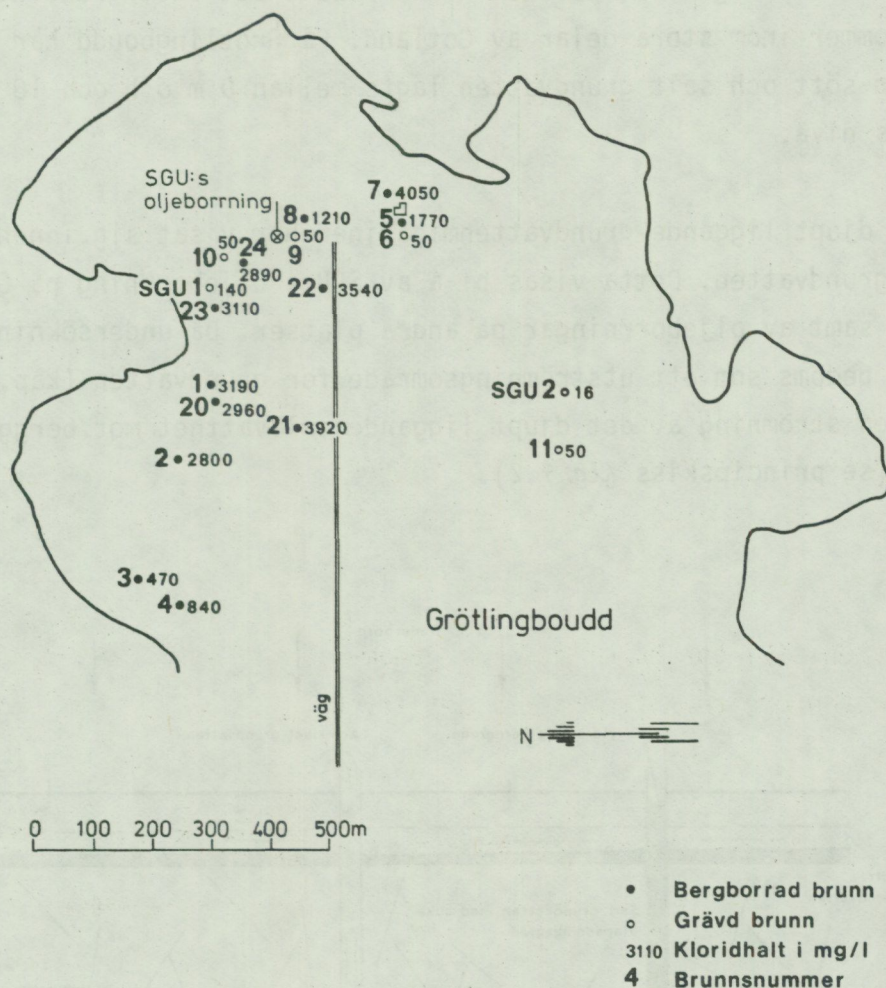 SGU:s
oljeborrning
7 4050
8 1210
5 1770
50
24
50
9
6 50
10
2890
SGU 1 140
22 3540
23 3110
1 3190
SGU 2 16
20 2960
21 3920
11 50
2 2800
3 470
4 840
Grötlingboudd
väg
N
0 100 200 300 400 500m
Bergborrad brunn
Grävd brunn
3110 Kloridhalt i mg/l
4 Brunnsnummer